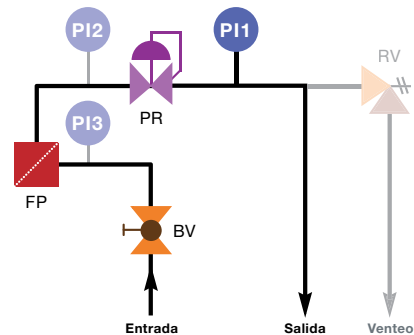 PI2
PI1
RV
PR
PI3
FP
BV
Entrada
Salida
Venteo